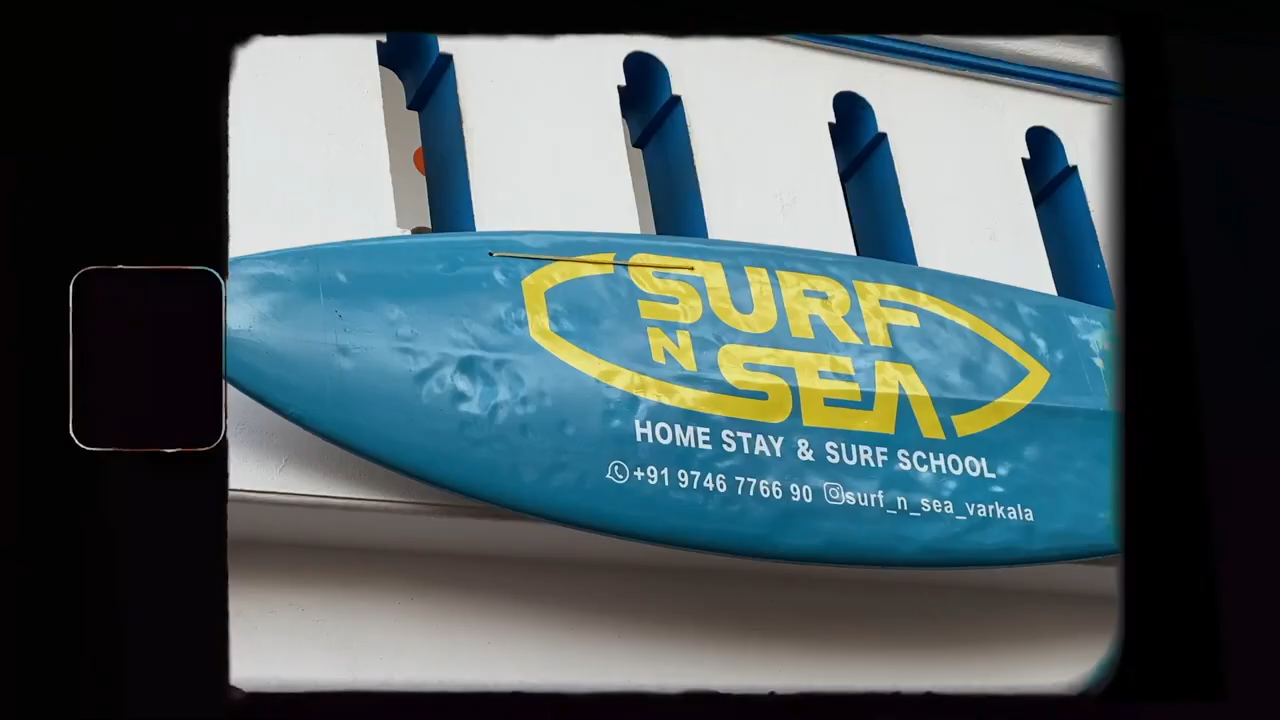 SURF
N
SEA
HOME STAY & SURF SCHOOL
+91 9746 7766 90 surf_n_sea_varkala